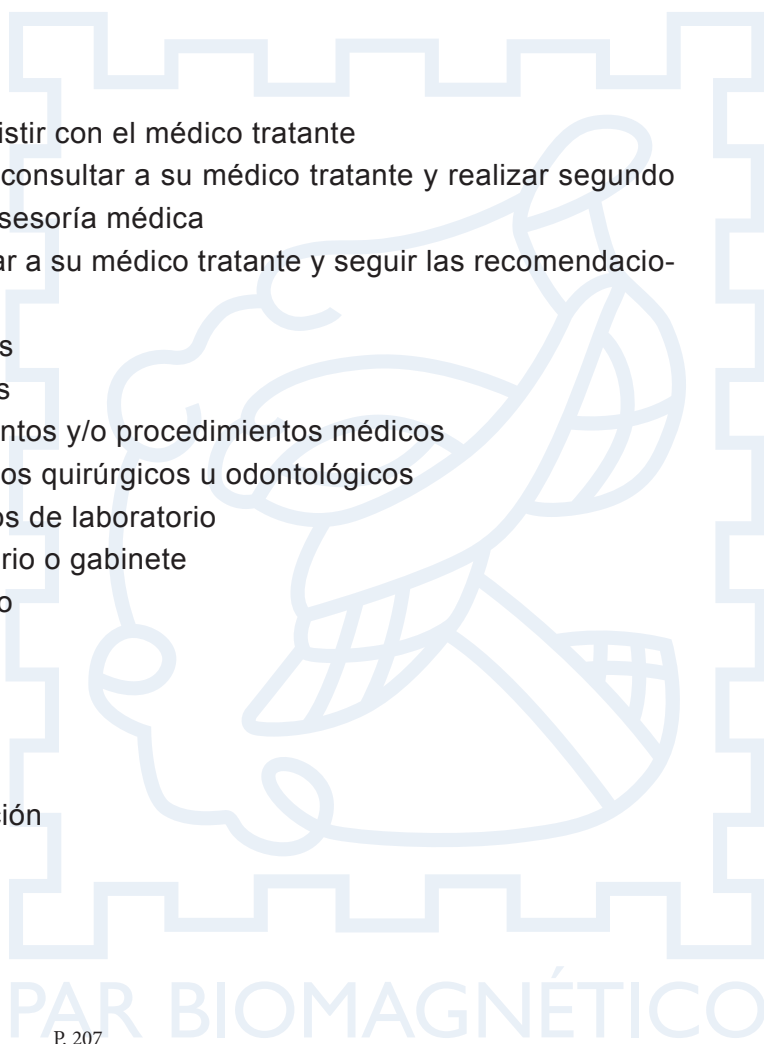 istir con el médico tratante
consultar a su médico tratante y realizar segundo
sesoría médica
ar a su médico tratante y seguir las recomendacio-
s
s
ntos y/o procedimientos médicos
os quirúrgicos u odontológicos
os de laboratorio
rio o gabinete
o
ción
PAR BIOMAGNÉTICO
P. 207